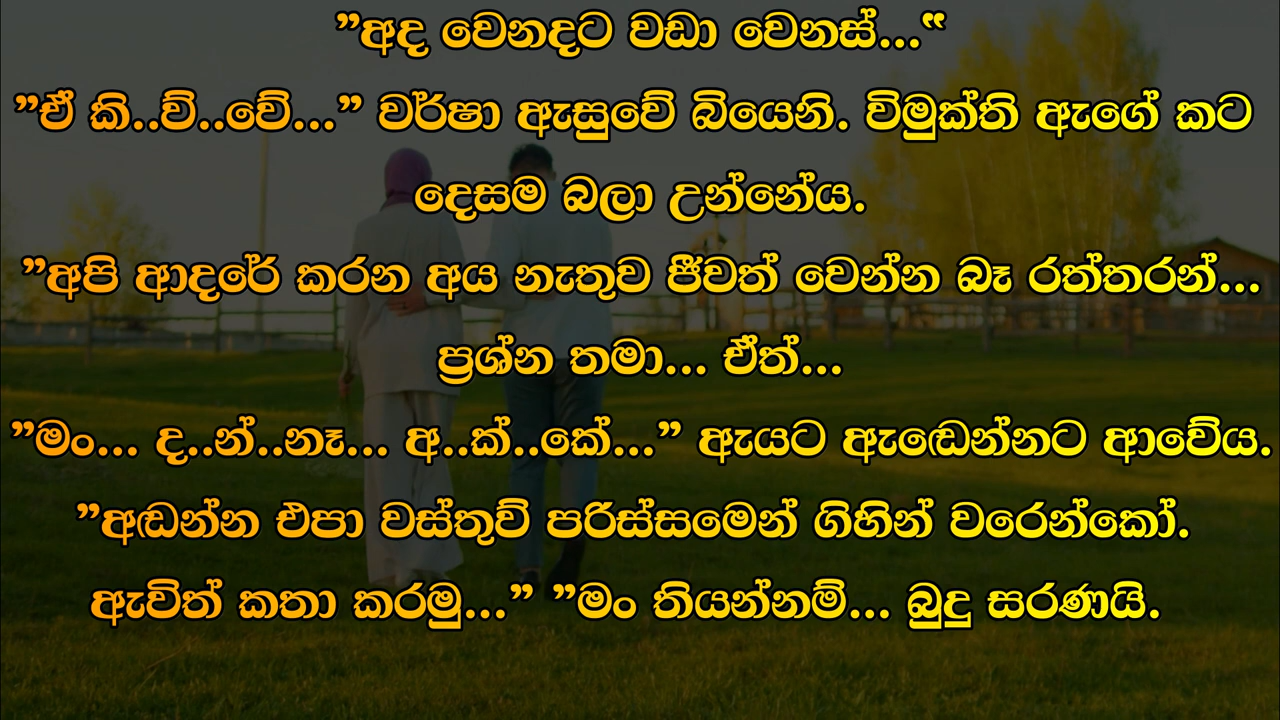 ”අද වෙනදට වඩා වෙනස්...‟
”ඒ කි..ව්..වේ...” වර්ෂා ඇසුවේ බියෙනි. විමුක්ති ඇගේ කට
දෙසම බලා උන්නේය.
”අපි ආදරේ කරන අය නැතුව ජීවත් වෙන්න බෑ රත්තරන්...
ප්‍රශ්න තමා... ඒත්...
”මං... ද..න්..නෑ... අ..ක්..කේ...” ඇයට ඇඬෙන්නට ආවේය.
”අඬන්න එපා වස්තුව් පරිස්සමෙන් ගිහින් වරෙන්කෝ.
ඇවිත් කතා කරමු...” ”මං තියන්නම්... බුදු සරණයි.